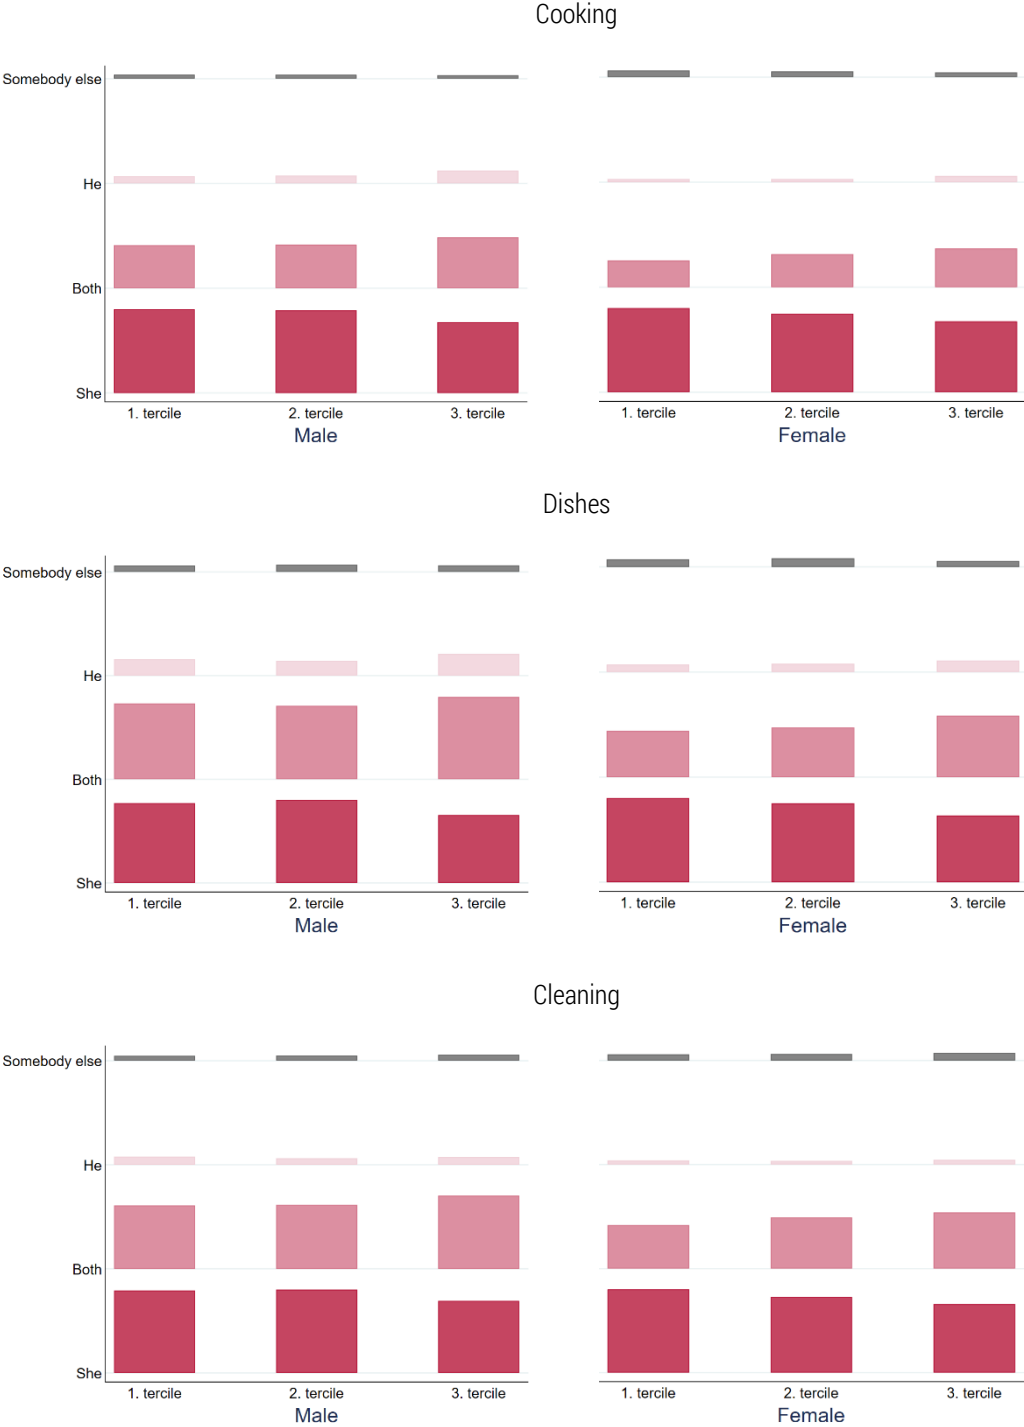 Cooking
Somebody else
He
Both
She
1. tercile 2. tercile 3. tercile 1. tercile 2. tercile 3. tercile
Male Female
Dishes
Somebody else
He
Both
She
1. tercile 2. tercile 3. tercile 1. tercile 2. tercile 3. tercile
Male Female
Cleaning
Somebody else
He
Both
She
1. tercile 2. tercile 3. tercile 1. tercile 2. tercile 3. tercile
Male Female